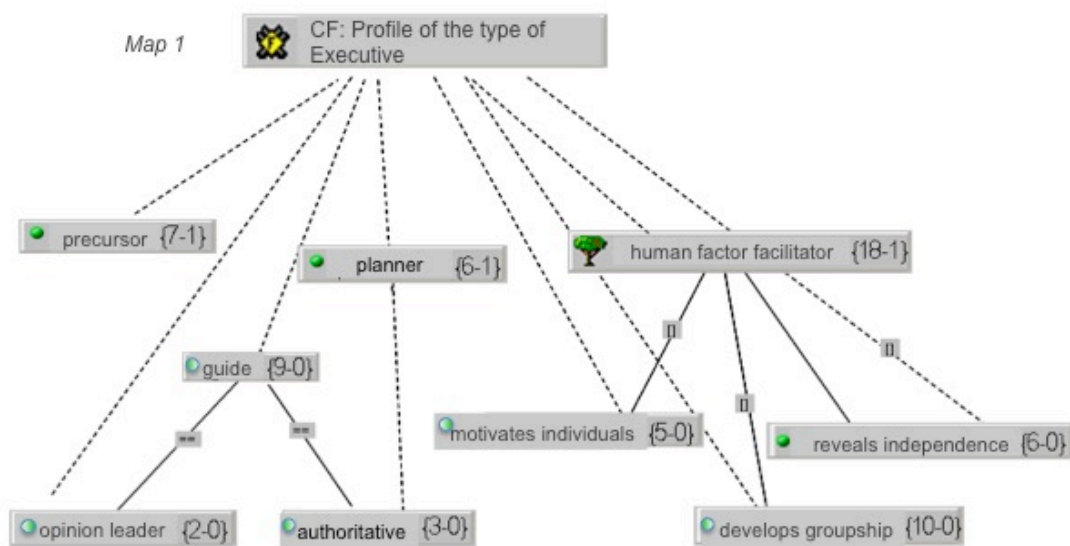 Map 1
CF: Profile of the type of
Executive
precursor {7-1}
human factor facilitator {18-1}
planner {6-1}
[]
[]
guide {9-0}
[]
motivates individuals {5-0}
==
==
reveals independence {6-0}
opinion leader {2-0}
authoritative {3-0}
develops groupship {10-0}